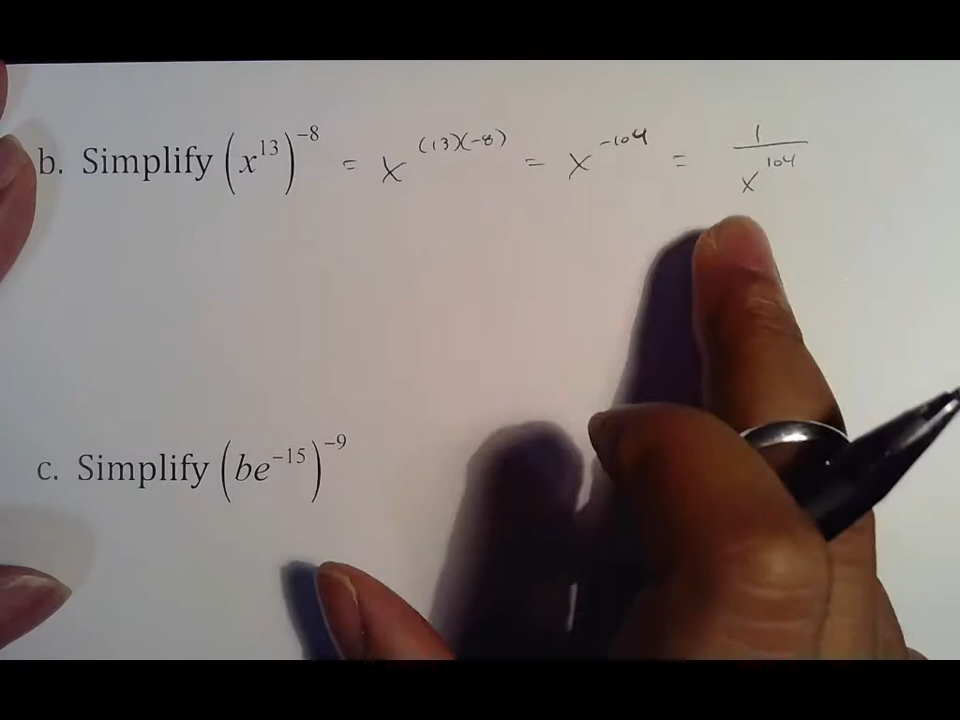 b. Simplify (x^13)^-8 = x^(13)(-8) = x^-104 = 1/x^104
c. Simplify (be^-15)^-9